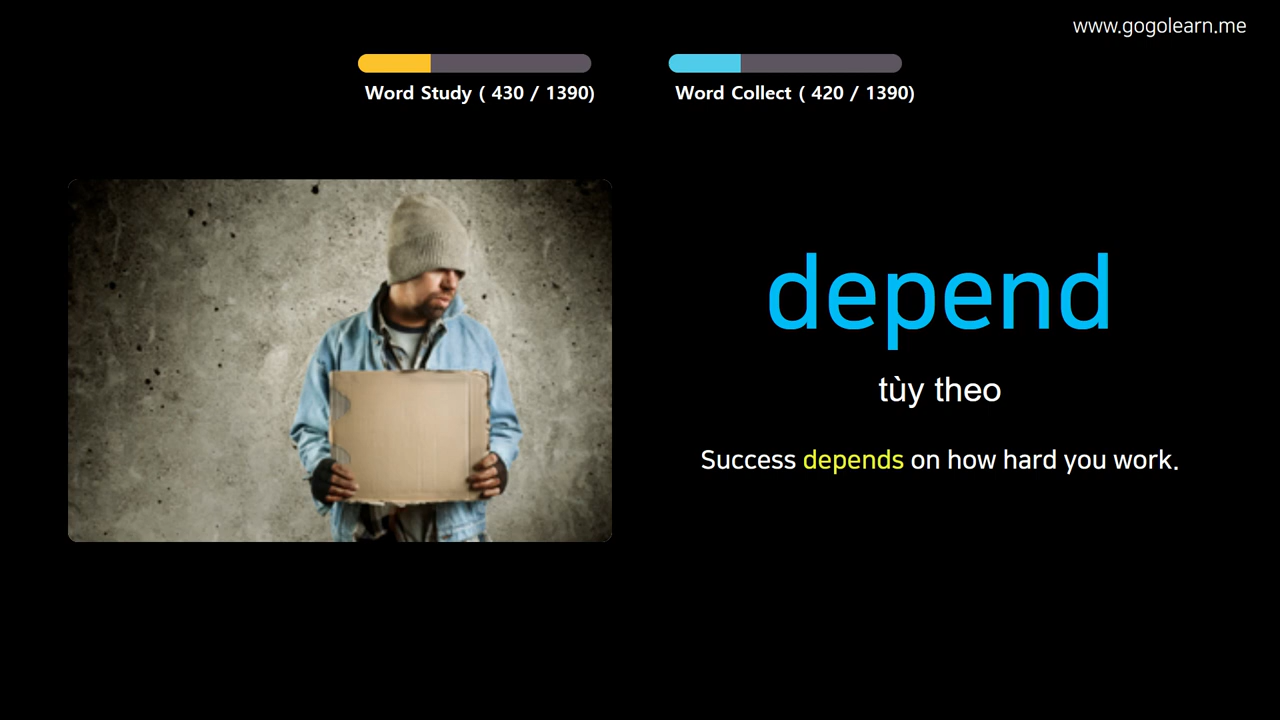 www.gogolearn.me
Word Study ( 430 / 1390)
Word Collect ( 420 / 1390)
depend
tùy theo
Success depends on how hard you work.